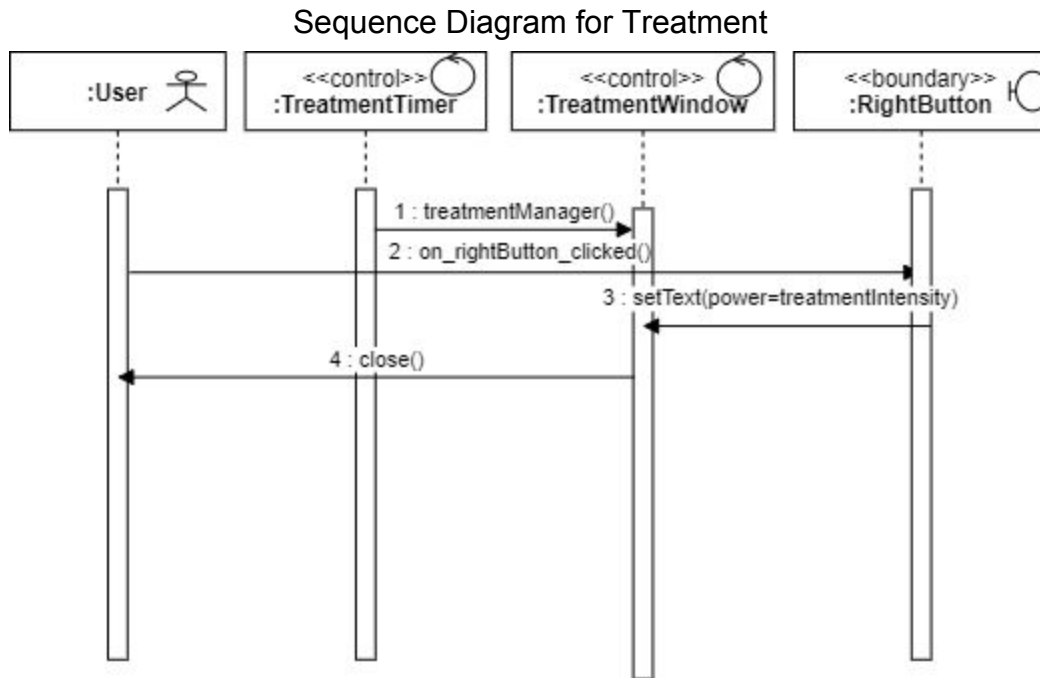 Sequence Diagram for Treatment
:User
<<control>>
:TreatmentTimer
<<control>>
:TreatmentWindow
<<boundary>>
:RightButton
1 : treatmentManager()
2 : on_rightButton_clicked()
3 : setText(power=treatmentIntensity)
4 : close()